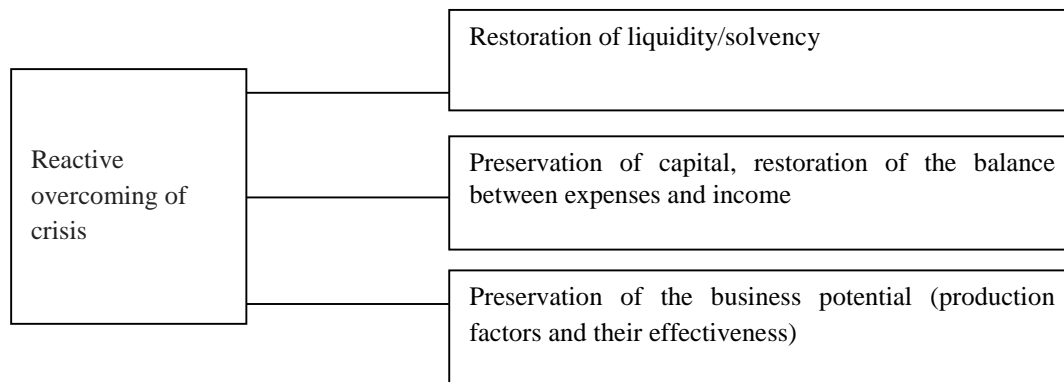 Restoration of liquidity/solvency
Reactive
overcoming of
crisis
Preservation of capital, restoration of the balance
between expenses and income
Preservation of the business potential (production
factors and their effectiveness)